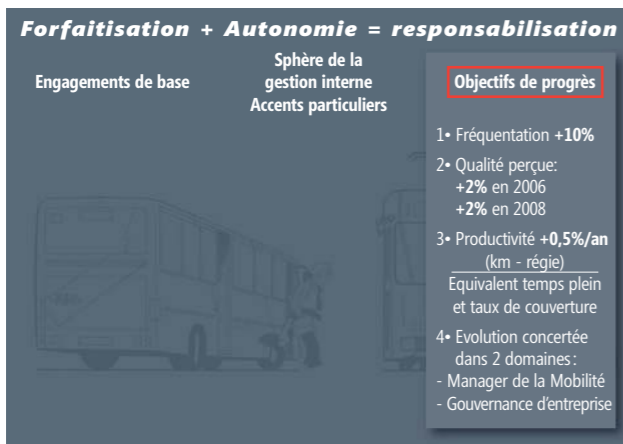 Forfaitisation + Autonomie = responsabilisation
Engagements de base
Sphère de la
gestion interne
Accents particuliers
Objectifs de progrès
1• Fréquentation +10%
2• Qualité perçue:
+2% en 2006
+2% en 2008
3• Productivité +0,5%/an
(km - régie)
Equivalent temps plein
et taux de couverture
4• Evolution concertée
dans 2 domaines :
- Manager de la Mobilité
- Gouvernance d'entreprise